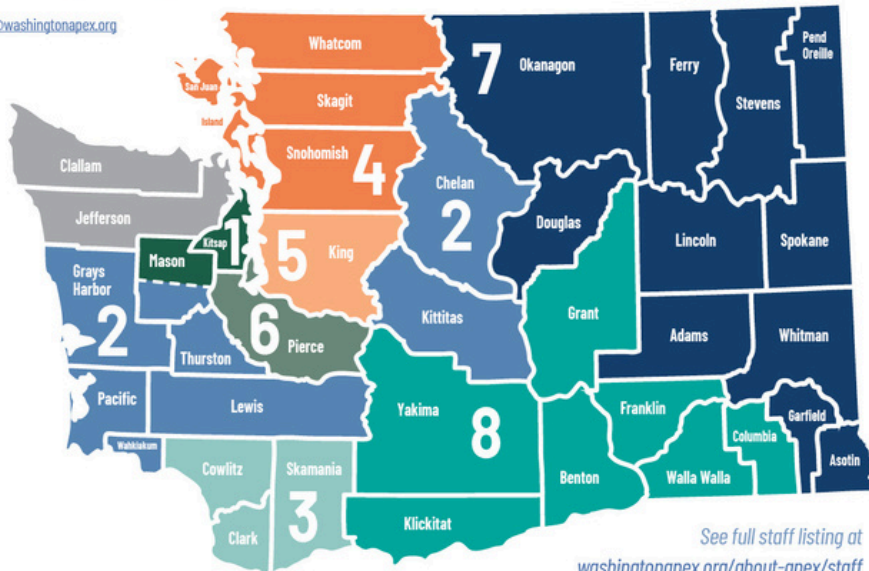 @washingtonapex.org
Whatcom
San Juan
Skagit
Island
Snohomish
4
7
Okanagon
Ferry
Stevens
Pend
Oreille
Clallam
Jefferson
Chelan
2
Douglas
Lincoln
Spokane
Kitsap
1
Mason
5
King
Grays
Harbor
2
Thurston
6
Pierce
Kittitas
Grant
Adams
Whitman
Pacific
Lewis
Wahkiakum
Yakima
8
Franklin
Columbia
Garfield
Asotin
Walla Walla
Benton
Cowlitz
Skamania
3
Clark
Klickitat
See full staff listing at
washingtonapex.org/about-apex/staff